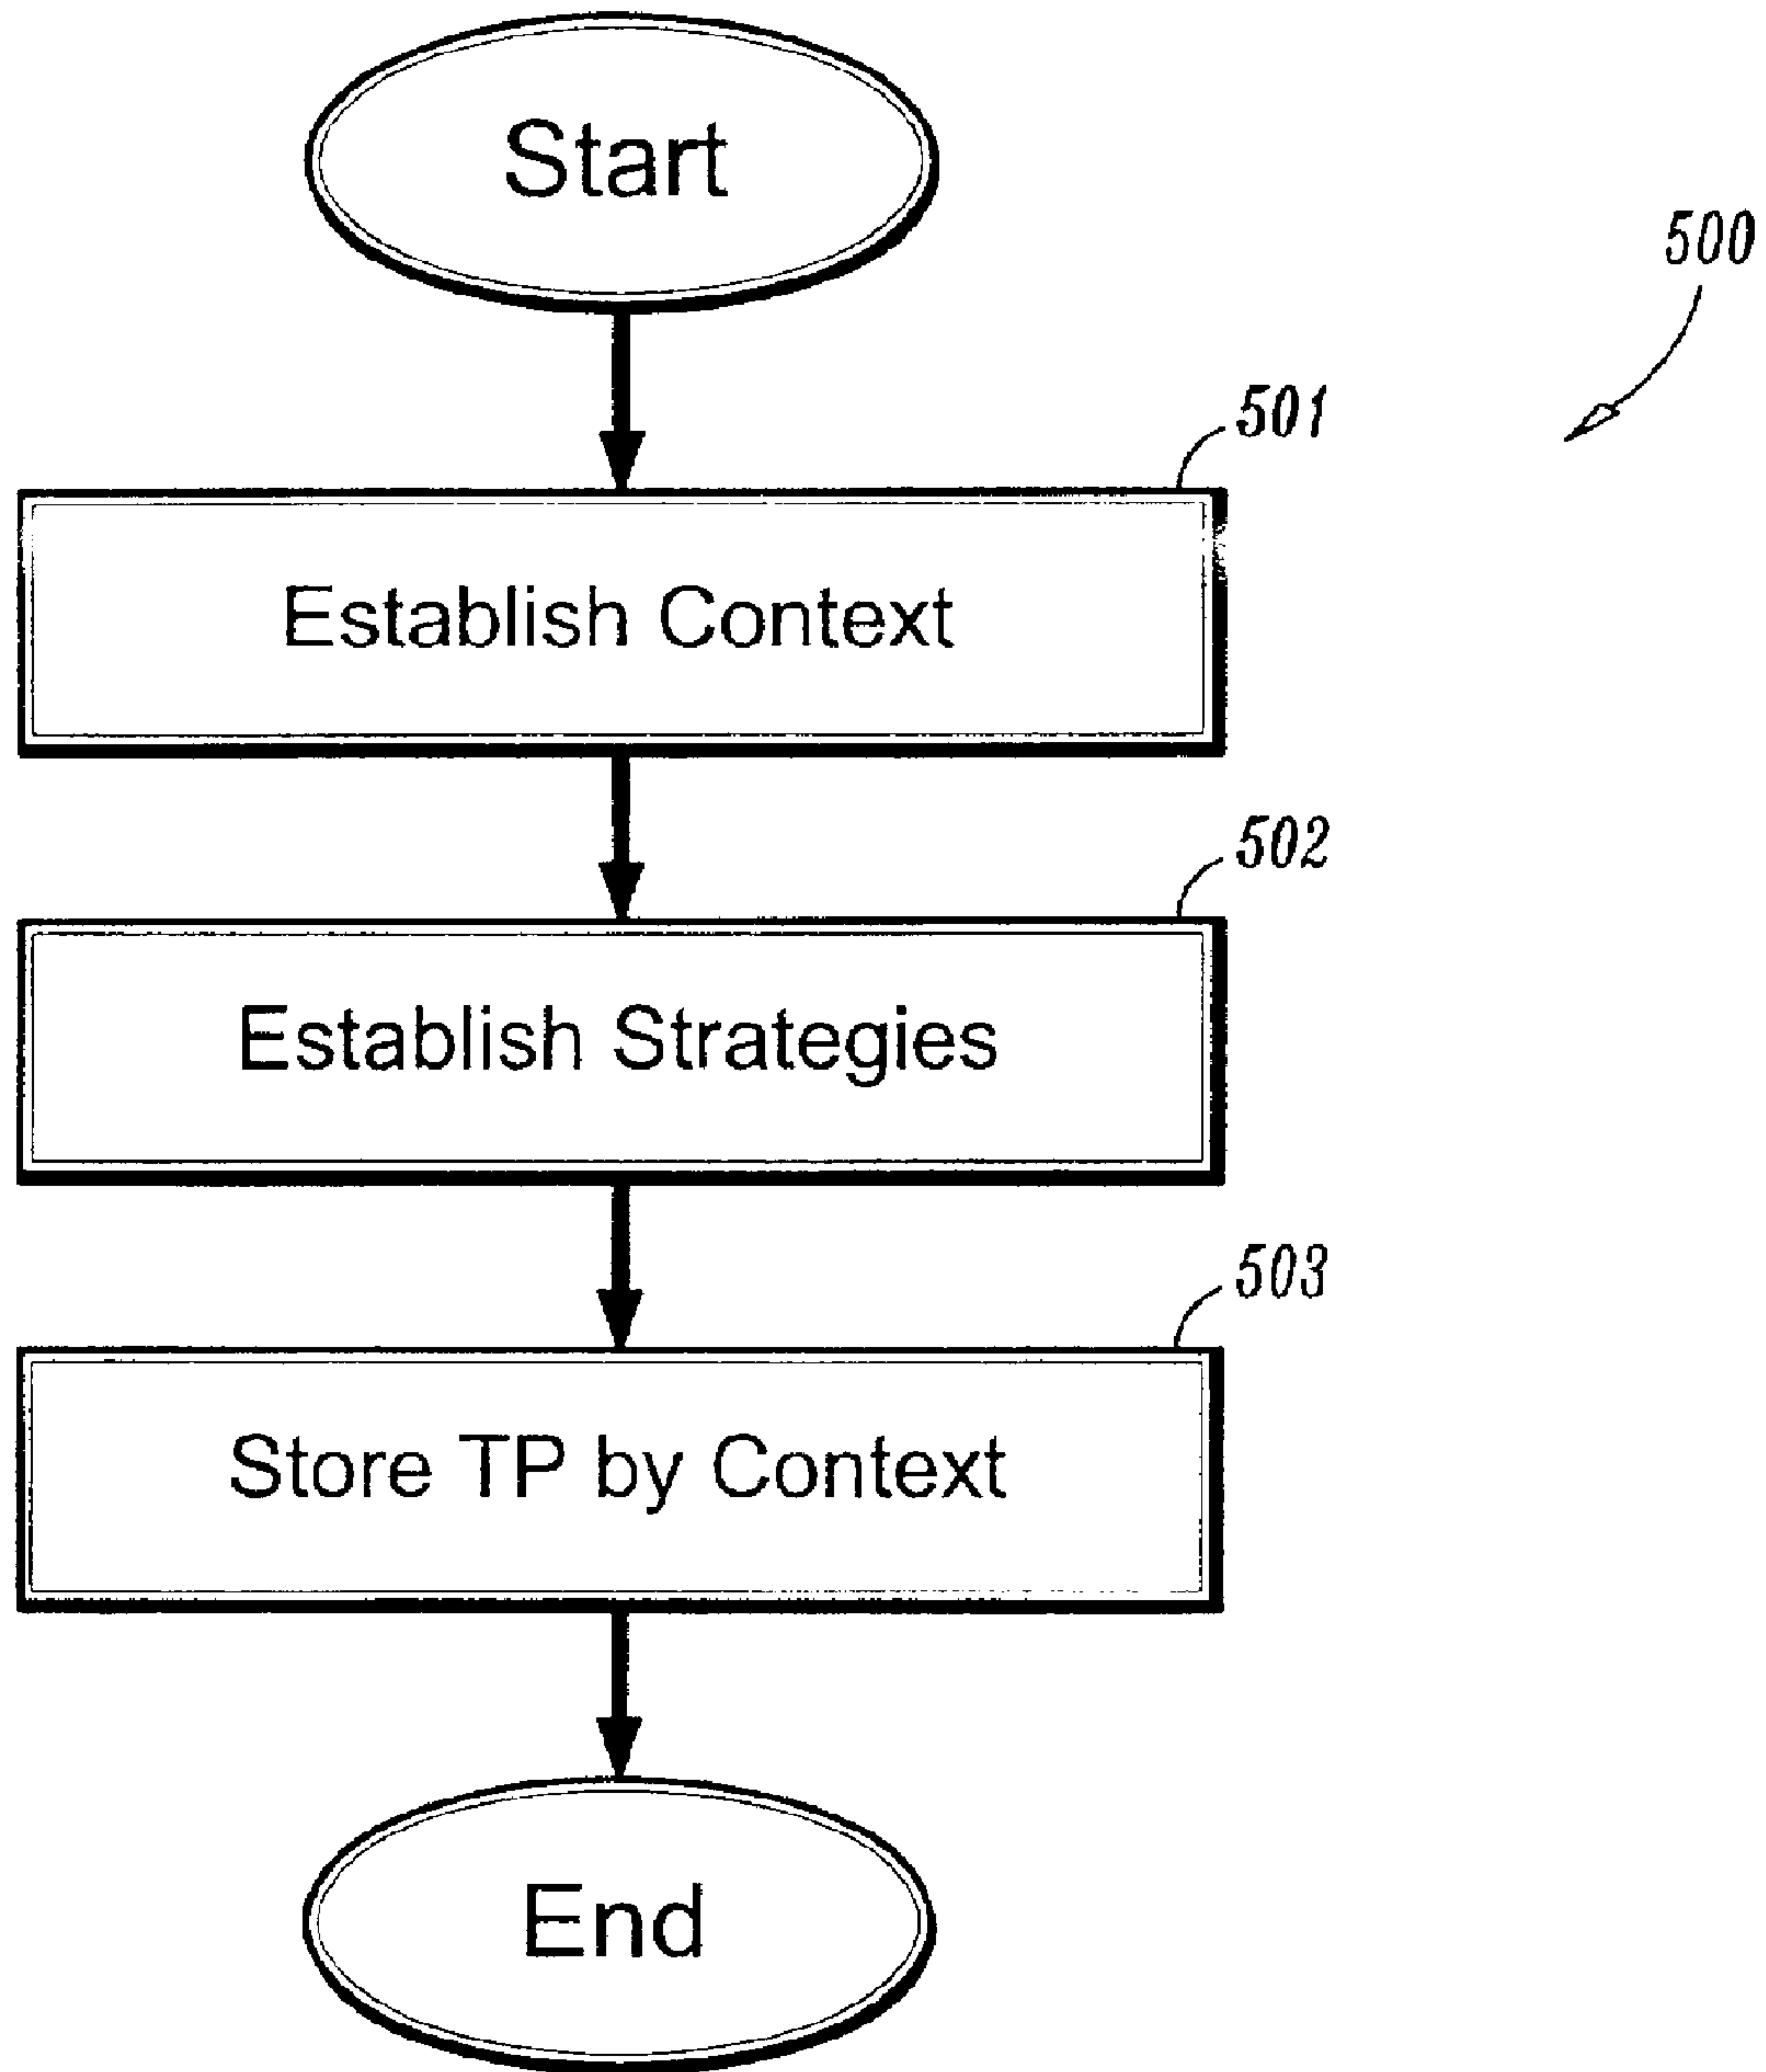 Start
500
501
Establish Context
502
Establish Strategies
503
Store TP by Context
End